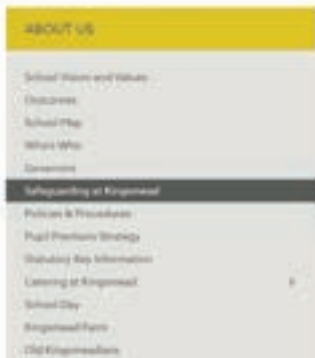 ABOUT US
School Vision and Values
Outcomes
School Map
Who's Who
Governors
Safeguarding at Kingsmead
Policies & Procedures
Pupil Premium Strategy
Statutory Key Information
Catering at Kingsmead
School Day
Kingsmead Farm
Old Kingsmeadians